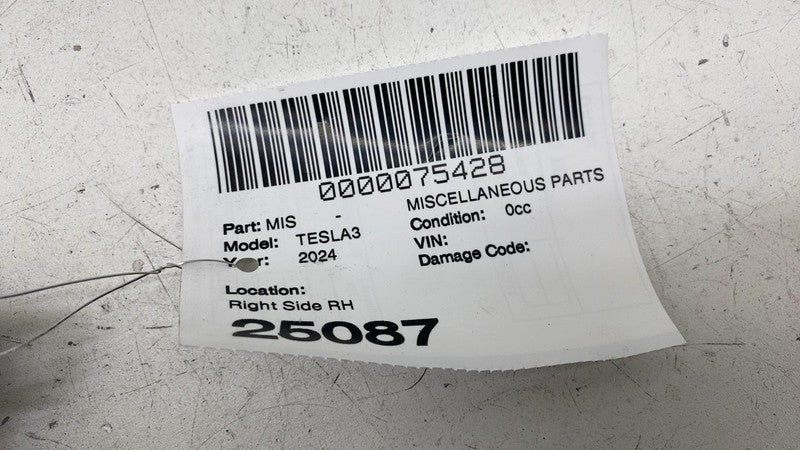 0000075428
Part: MIS - MISCELLANEOUS PARTS
Model: TESLA3 Condition: 0cc
2024 VIN:
Damage Code:
Location:
Right Side RH
25087